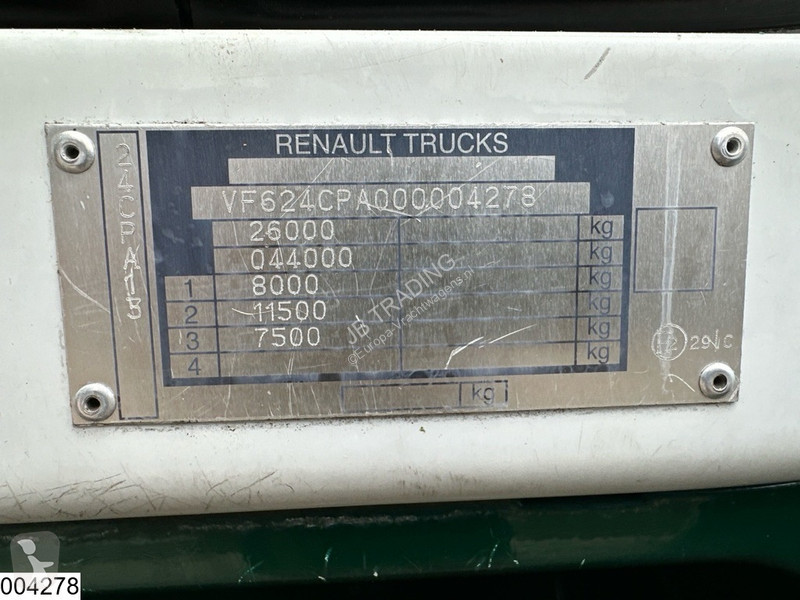 RENAULT TRUCKS
24CPA15
VF624CPA000004278
26000 kg
044000 kg
1 8000 kg
2 11500 kg
3 7500 kg
4 kg
kg
E2
JB TRADING
©Europa-Vrachtwagens.nl
004278